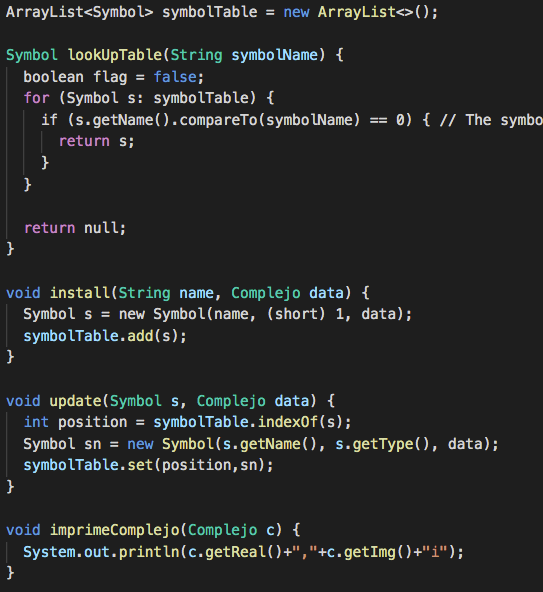 ArrayList<Symbol> symbolTable = new ArrayList<>();

Symbol lookUpTable(String symbolName) {
  boolean flag = false;
  for (Symbol s: symbolTable) {
    if (s.getName().compareTo(symbolName) == 0) { // The symbo
      return s;
    }
  }

  return null;
}

void install(String name, Complejo data) {
  Symbol s = new Symbol(name, (short) 1, data);
  symbolTable.add(s);
}

void update(Symbol s, Complejo data) {
  int position = symbolTable.indexOf(s);
  Symbol sn = new Symbol(s.getName(), s.getType(), data);
  symbolTable.set(position,sn);
}

void imprimeComplejo(Complejo c) {
  System.out.println(c.getReal()+","+c.getImg()+"i");
}